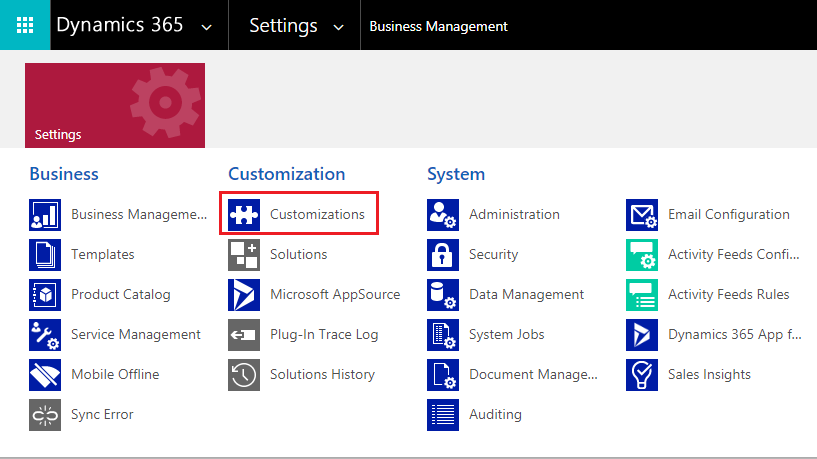 Dynamics 365
Settings
Business Management
Settings
Business
Business Manageme...
Templates
Product Catalog
Service Management
Mobile Offline
Sync Error
Customization
Customizations
Solutions
Microsoft AppSource
Plug-In Trace Log
Solutions History
System
Administration
Security
Data Management
System Jobs
Document Manage...
Auditing
Email Configuration
Activity Feeds Confi...
Activity Feeds Rules
Dynamics 365 App f...
Sales Insights